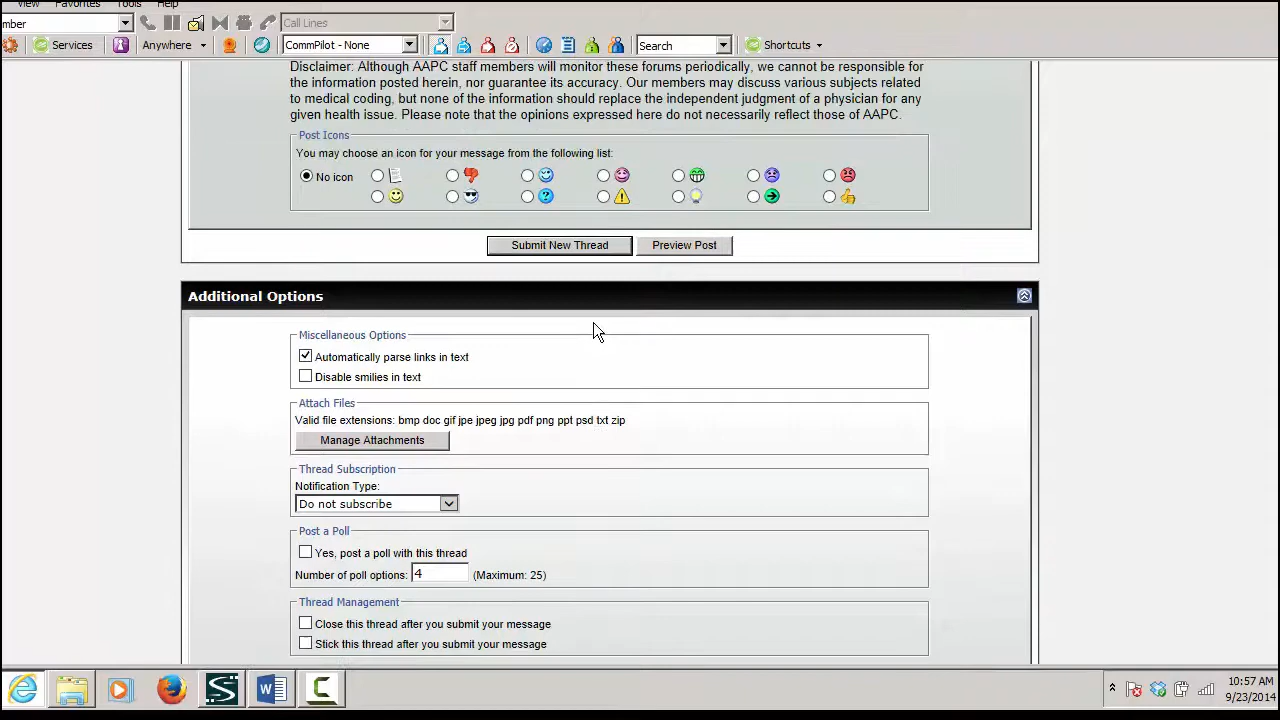 View Favorites Tools Help
mber Call Lines
Services Anywhere CommPilot - None Search Shortcuts
Disclaimer: Although AAPC staff members will monitor these forums periodically, we cannot be responsible for
the information posted herein, nor guarantee its accuracy. Our members may discuss various subjects related
to medical coding, but none of the information should replace the independent judgment of a physician for any
given health issue. Please note that the opinions expressed here do not necessarily reflect those of AAPC.
Post Icons
You may choose an icon for your message from the following list:
No icon
Submit New Thread Preview Post
Additional Options
Miscellaneous Options
Automatically parse links in text
Disable smilies in text
Attach Files
Valid file extensions: bmp doc gif jpe jpeg jpg pdf png ppt psd txt zip
Manage Attachments
Thread Subscription
Notification Type:
Do not subscribe
Post a Poll
Yes, post a poll with this thread
Number of poll options: 4 (Maximum: 25)
Thread Management
Close this thread after you submit your message
Stick this thread after you submit your message
10:57 AM
9/23/2014